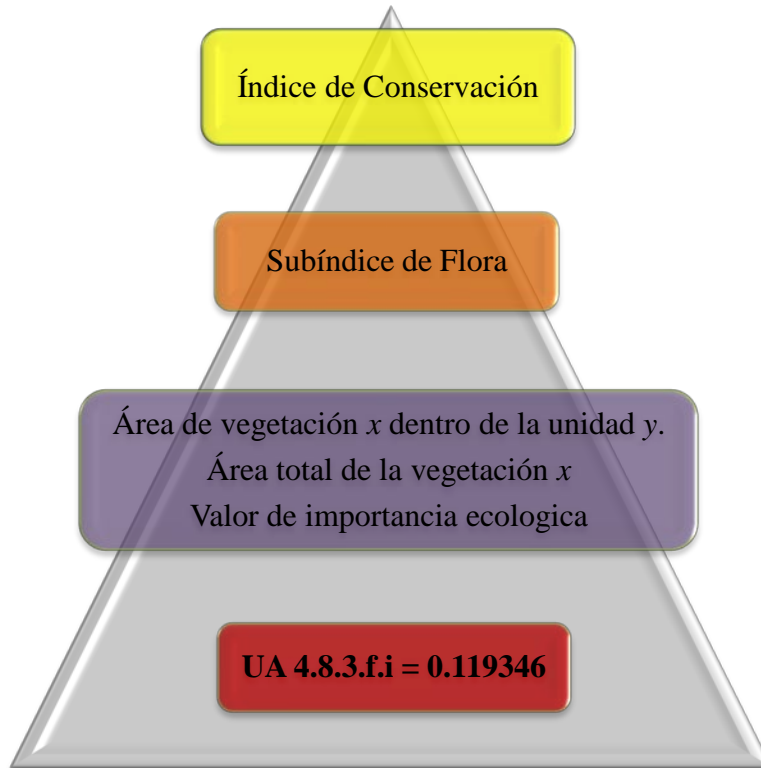 Índice de Conservación
Subíndice de Flora
Área de vegetación x dentro de la unidad y.
Área total de la vegetación x
Valor de importancia ecologica
UA 4.8.3.f.i = 0.119346